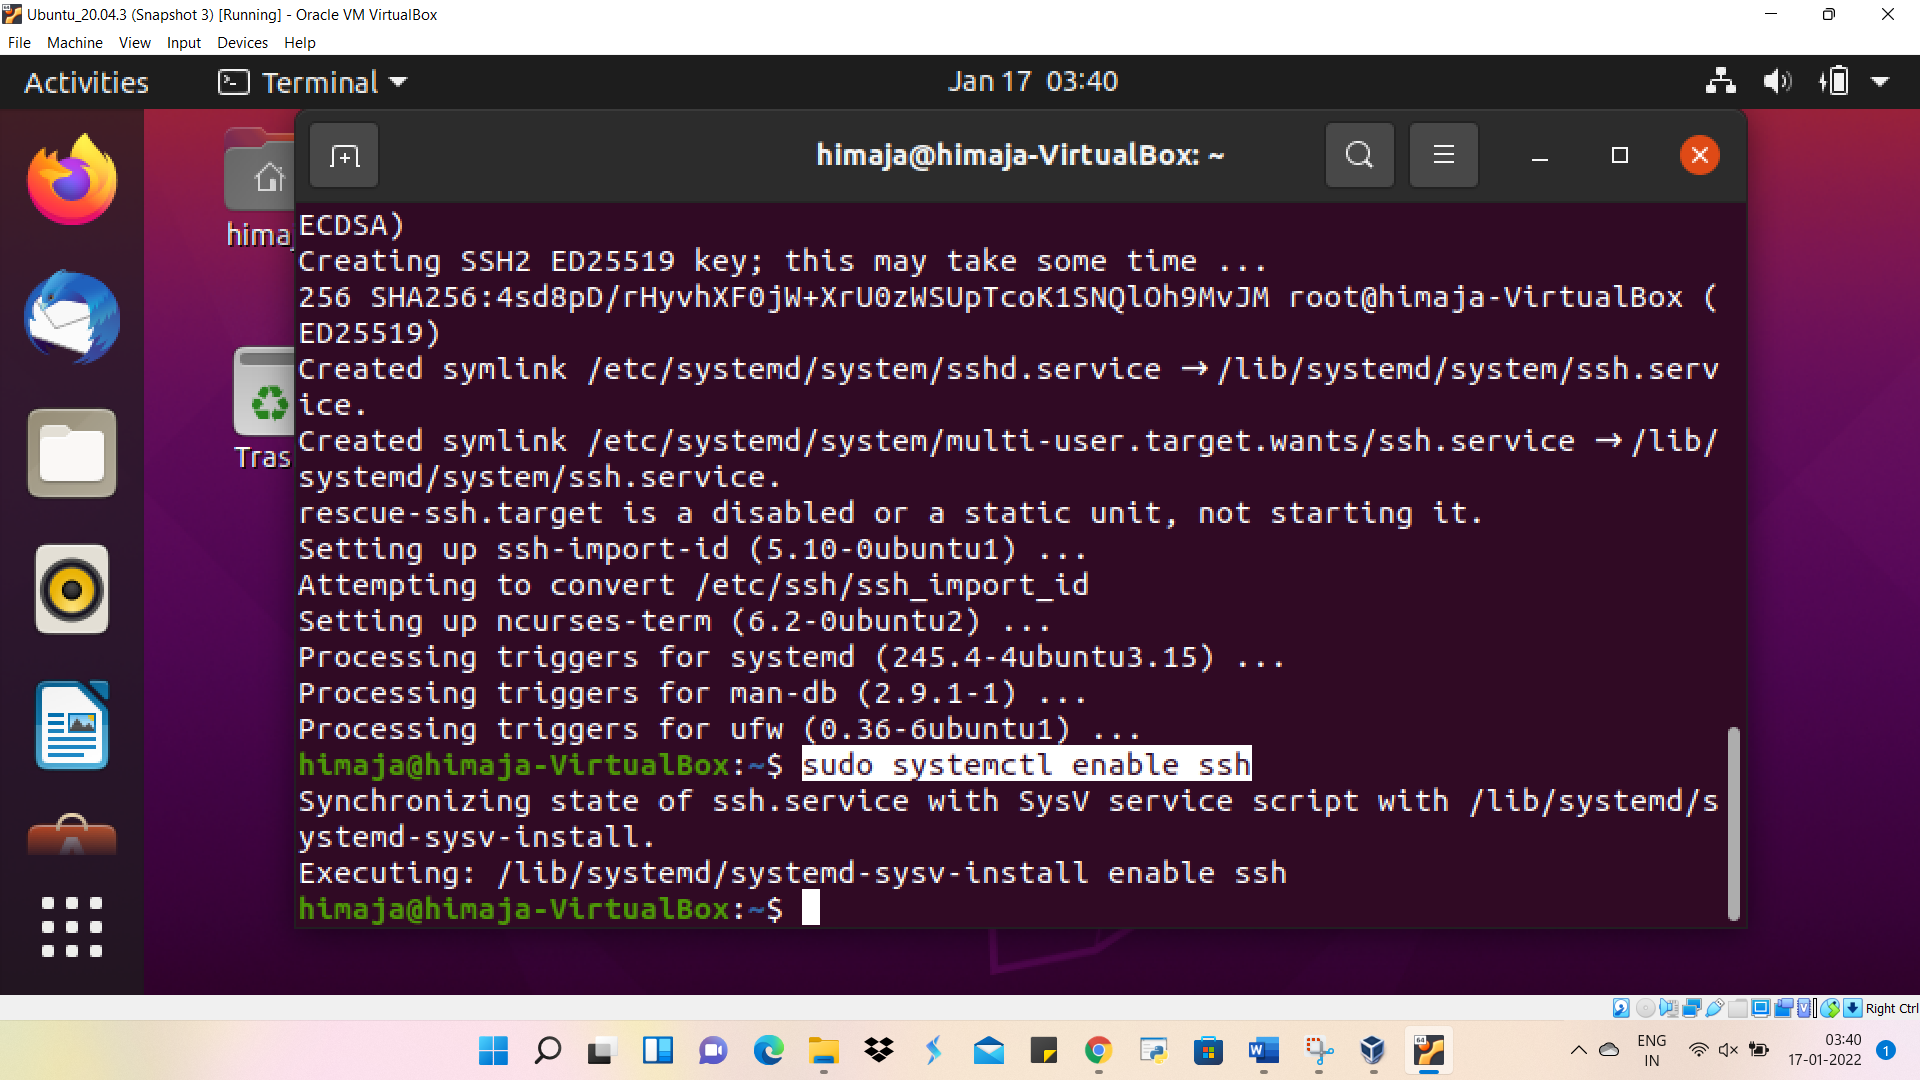 Ubuntu_20.04.3 (Snapshot 3) [Running] - Oracle VM VirtualBox
File Machine View Input Devices Help
Activities Terminal Jan 17 03:40
himaja@himaja-VirtualBox: ~
himaj
Tras
ECDSA)
Creating SSH2 ED25519 key; this may take some time ...
256 SHA256:4sd8pD/rHyvhXF0jW+XrU0zWSUpTcoK1SNQlOh9MvJM root@himaja-VirtualBox (
ED25519)
Created symlink /etc/systemd/system/sshd.service → /lib/systemd/system/ssh.serv
ice.
Created symlink /etc/systemd/system/multi-user.target.wants/ssh.service → /lib/
systemd/system/ssh.service.
rescue-ssh.target is a disabled or a static unit, not starting it.
Setting up ssh-import-id (5.10-0ubuntu1) ...
Attempting to convert /etc/ssh/ssh_import_id
Setting up ncurses-term (6.2-0ubuntu2) ...
Processing triggers for systemd (245.4-4ubuntu3.15) ...
Processing triggers for man-db (2.9.1-1) ...
Processing triggers for ufw (0.36-6ubuntu1) ...
himaja@himaja-VirtualBox:~$ sudo systemctl enable ssh
Synchronizing state of ssh.service with SysV service script with /lib/systemd/s
ystemd-sysv-install.
Executing: /lib/systemd/systemd-sysv-install enable ssh
himaja@himaja-VirtualBox:~$
Right Ctrl
ENG
IN
03:40
17-01-2022
1